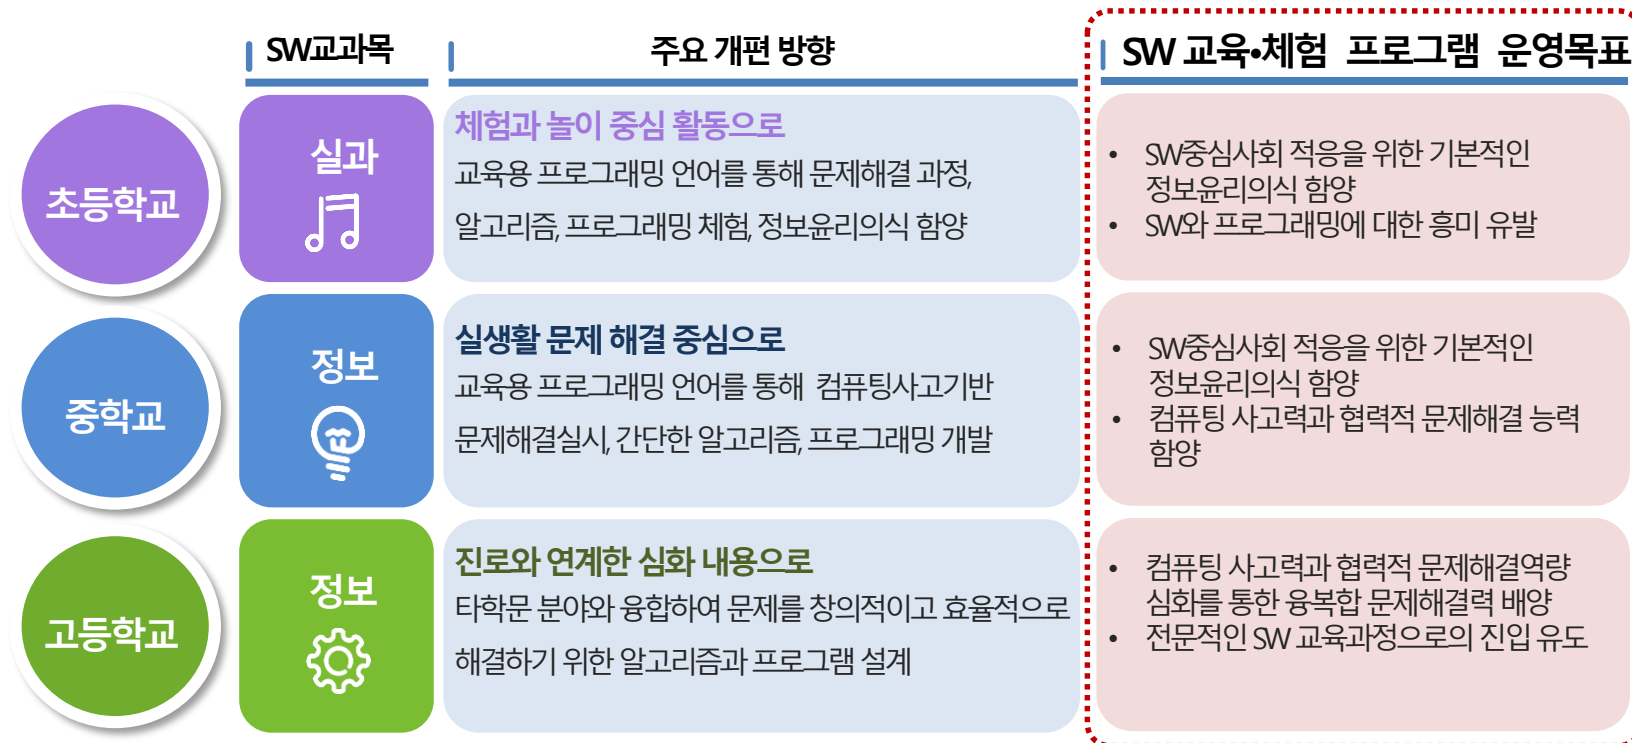 SW교과목
주요 개편 방향
SW 교육•체험 프로그램 운영목표
초등학교
실과
체험과 놀이 중심 활동으로
교육용 프로그래밍 언어를 통해 문제해결 과정,
알고리즘, 프로그래밍 체험, 정보윤리의식 함양
• SW중심사회 적응을 위한 기본적인
정보윤리의식 함양
• SW와 프로그래밍에 대한 흥미 유발
중학교
정보
실생활 문제 해결 중심으로
교육용 프로그래밍 언어를 통해 컴퓨팅사고기반
문제해결실시, 간단한 알고리즘, 프로그래밍 개발
• SW중심사회 적응을 위한 기본적인
정보윤리의식 함양
• 컴퓨팅 사고력과 협력적 문제해결 능력
함양
고등학교
정보
진로와 연계한 심화 내용으로
타학문 분야와 융합하여 문제를 창의적이고 효율적으로
해결하기 위한 알고리즘과 프로그램 설계
• 컴퓨팅 사고력과 협력적 문제해결역량
심화를 통한 융복합 문제해결력 배양
• 전문적인 SW 교육과정으로의 진입 유도